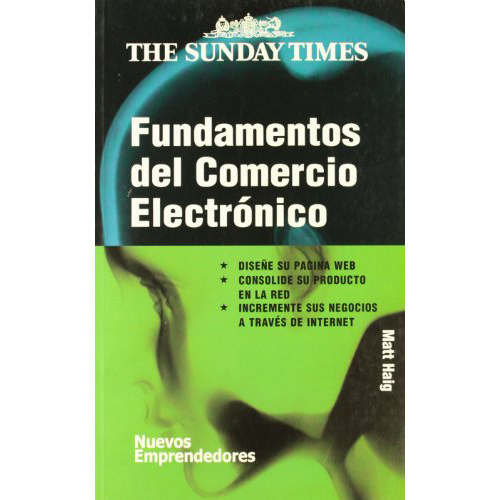 THE SUNDAY TIMES
Fundamentos
del Comercio
Electrónico
★ DISEÑE SU PAGINA WEB
★ CONSOLIDE SU PRODUCTO
EN LA RED
★ INCREMENTE SUS NEGOCIOS
A TRAVÉS DE INTERNET
Matt Haig
Nuevos
Emprendedores